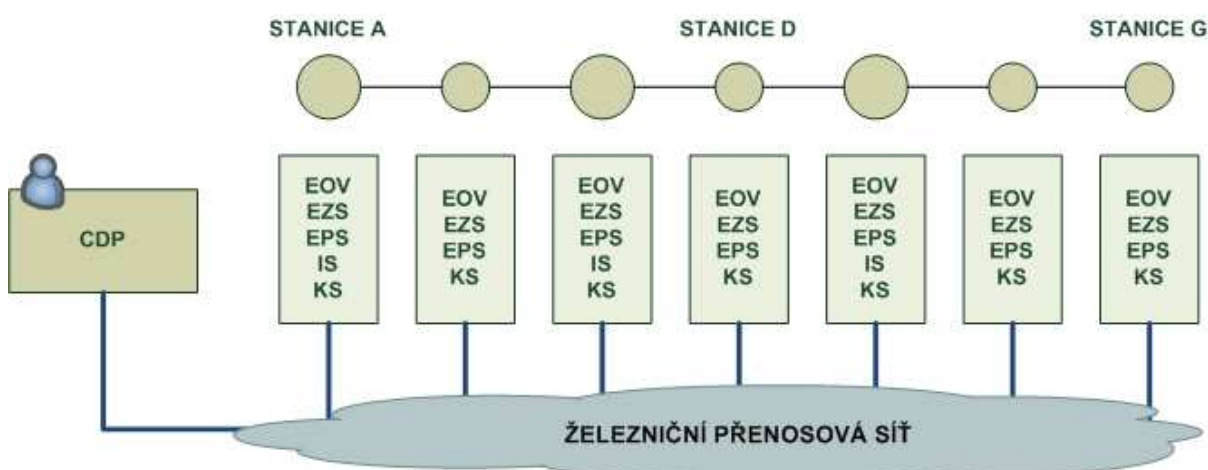 STANICE A
STANICE D
STANICE G
CDP
EOV
EZS
EPS
IS
KS
EOV
EZS
EPS
KS
EOV
EZS
EPS
IS
KS
EOV
EZS
EPS
KS
EOV
EZS
EPS
IS
KS
EOV
EZS
EPS
KS
EOV
EZS
EPS
KS
ŽELEZNIČNÍ PŘENOSOVÁ SÍŤ